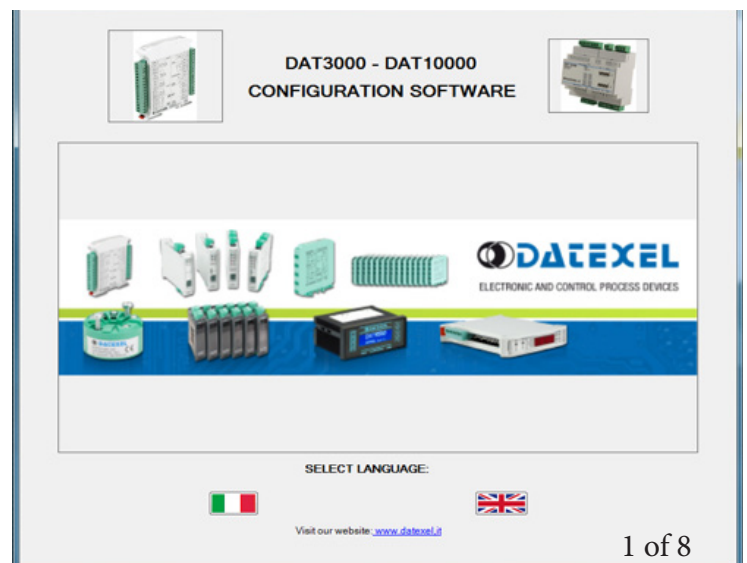 DAT3000 - DAT10000
CONFIGURATION SOFTWARE
DATEXEL
ELECTRONIC AND CONTROL PROCESS DEVICES
DATEXEL
SELECT LANGUAGE:
Visit our website: www.datexel.it
1 of 8